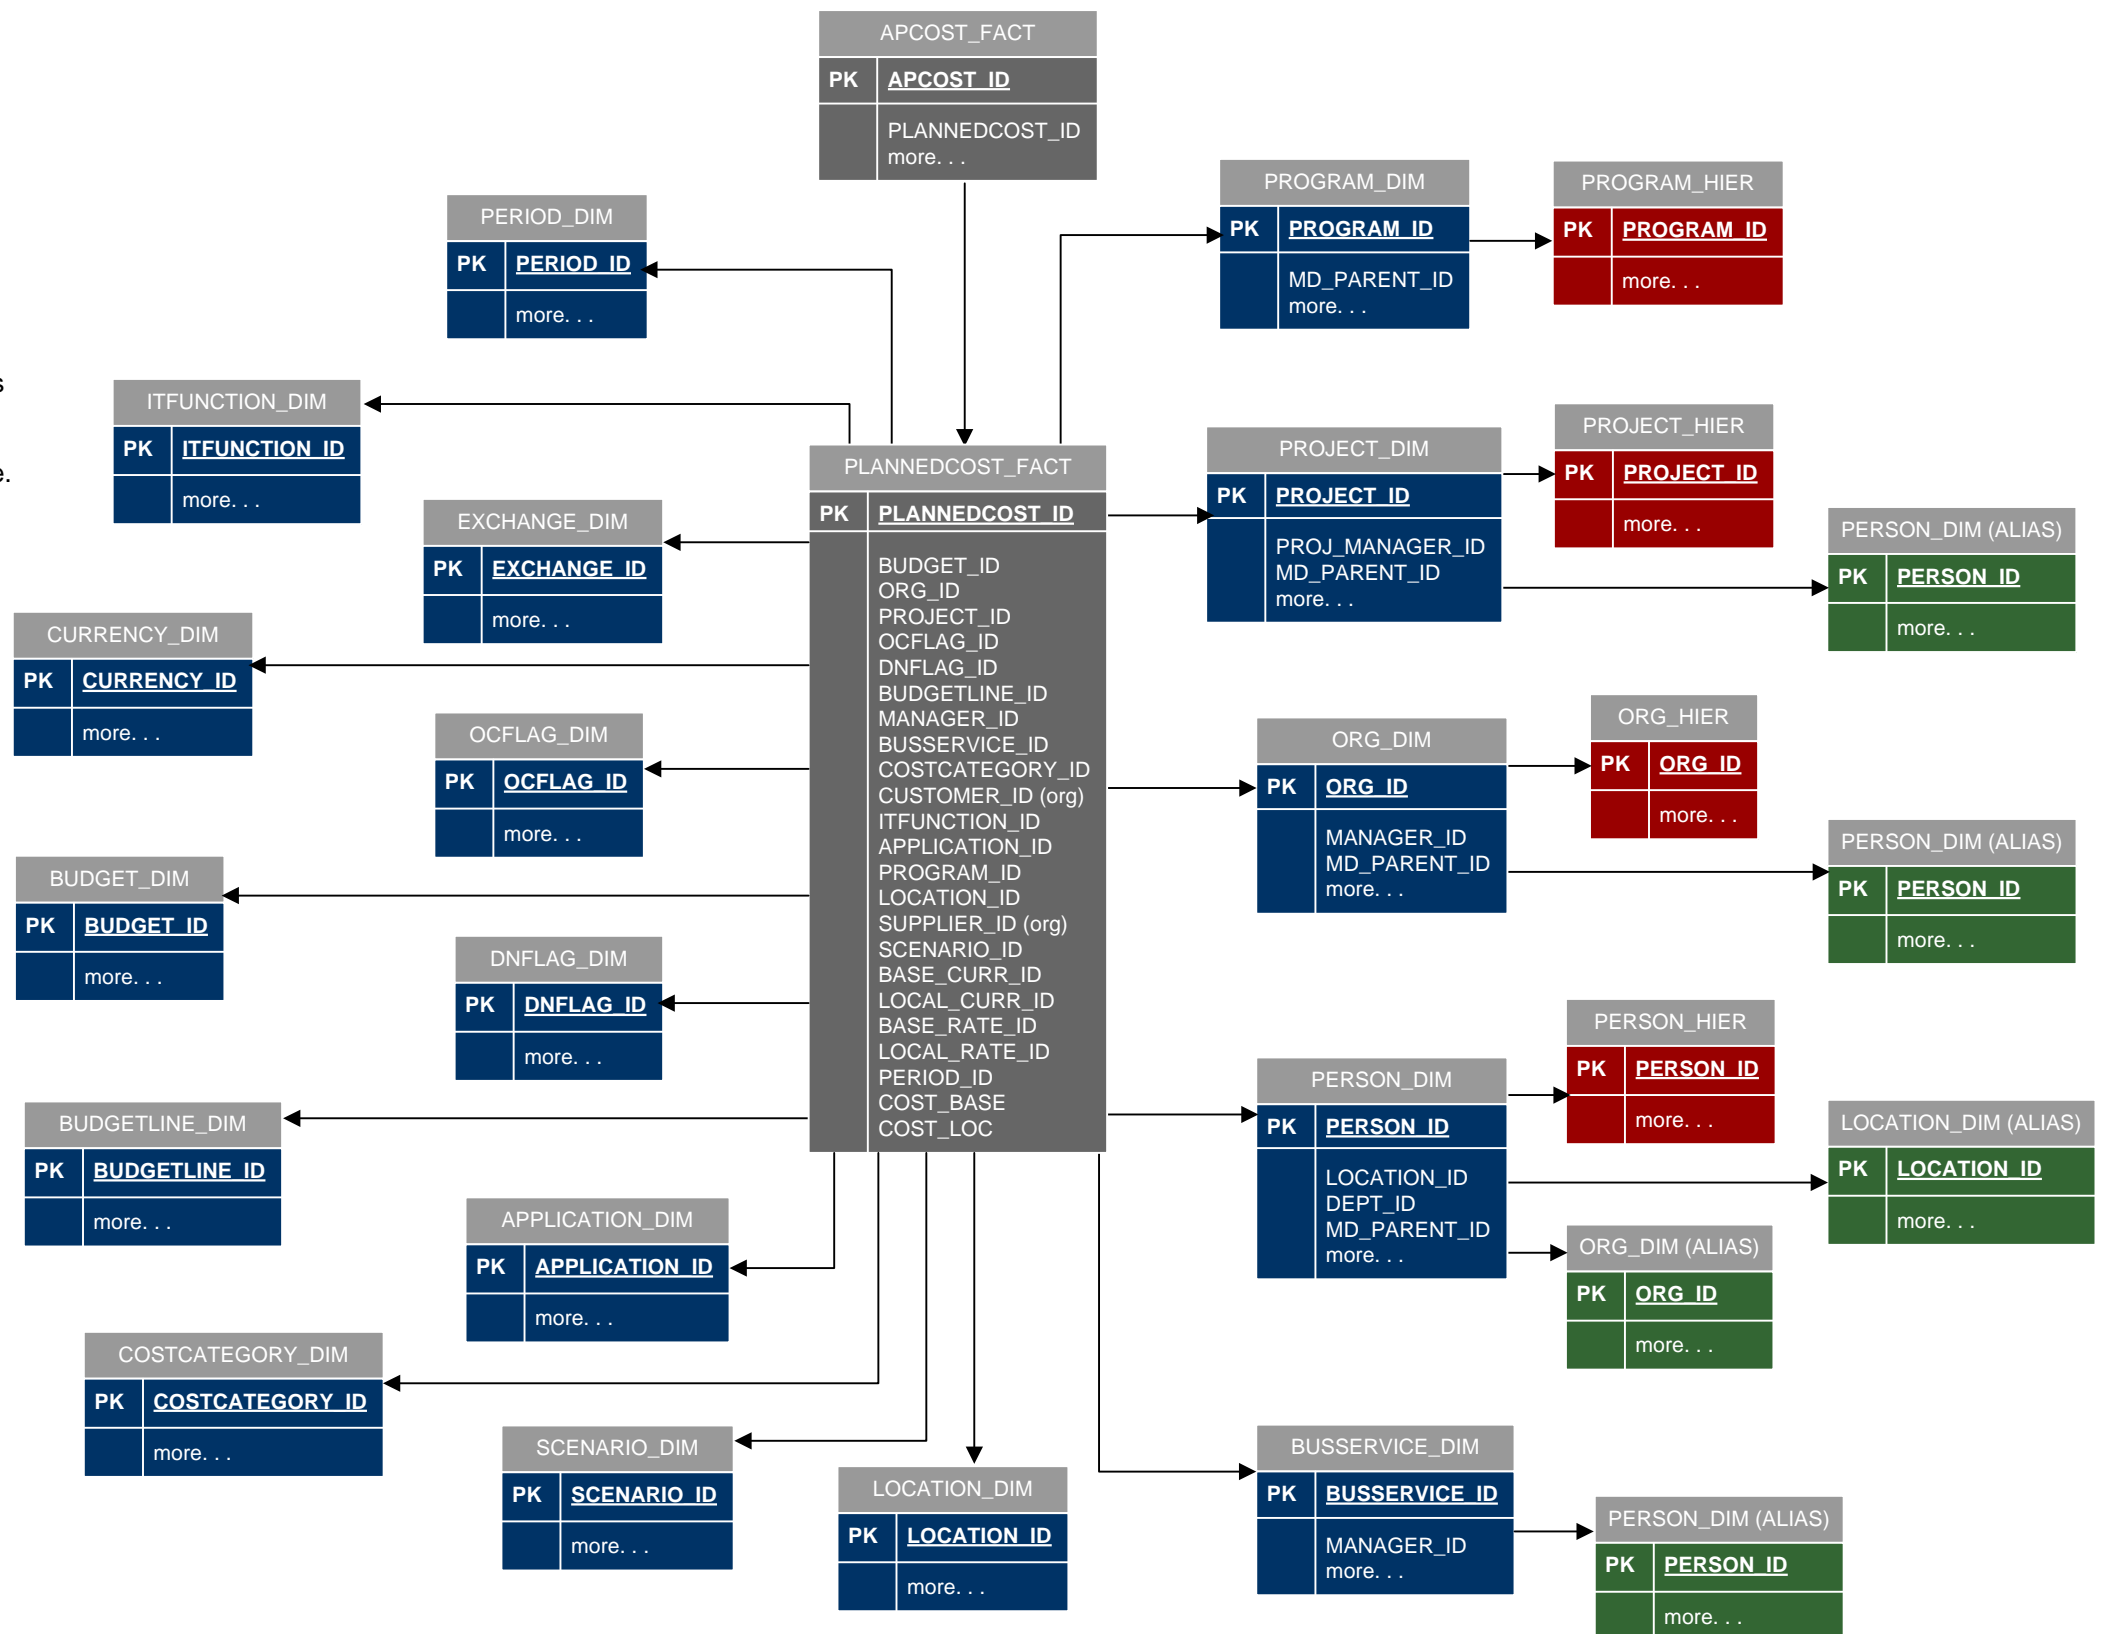 APCOST_FACT
PK APCOST_ID
PLANNEDCOST_ID
more. . .
PERIOD_DIM
PK PERIOD_ID
more. . .
PROGRAM_DIM
PK PROGRAM_ID
MD_PARENT_ID
more. . .
PROGRAM_HIER
PK PROGRAM_ID
more. . .
s
e.
ITFUNCTION_DIM
PK ITFUNCTION_ID
more. . .
EXCHANGE_DIM
PK EXCHANGE_ID
more. . .
PLANNEDCOST_FACT
PK PLANNEDCOST_ID
BUDGET_ID
ORG_ID
PROJECT_ID
OCFLAG_ID
DNFLAG_ID
BUDGETLINE_ID
MANAGER_ID
BUSSERVICE_ID
COSTCATEGORY_ID
CUSTOMER_ID (org)
ITFUNCTION_ID
APPLICATION_ID
PROGRAM_ID
LOCATION_ID
SUPPLIER_ID (org)
SCENARIO_ID
BASE_CURR_ID
LOCAL_CURR_ID
BASE_RATE_ID
LOCAL_RATE_ID
PERIOD_ID
COST_BASE
COST_LOC
PROJECT_DIM
PK PROJECT_ID
PROJ_MANAGER_ID
MD_PARENT_ID
more. . .
PROJECT_HIER
PK PROJECT_ID
more. . .
PERSON_DIM (ALIAS)
PK PERSON_ID
more. . .
CURRENCY_DIM
PK CURRENCY_ID
more. . .
OCFLAG_DIM
PK OCFLAG_ID
more. . .
ORG_DIM
PK ORG_ID
MANAGER_ID
MD_PARENT_ID
more. . .
ORG_HIER
PK ORG_ID
more. . .
PERSON_DIM (ALIAS)
PK PERSON_ID
more. . .
BUDGET_DIM
PK BUDGET_ID
more. . .
DNFLAG_DIM
PK DNFLAG_ID
more. . .
PERSON_DIM
PK PERSON_ID
LOCATION_ID
DEPT_ID
MD_PARENT_ID
more. . .
PERSON_HIER
PK PERSON_ID
more. . .
LOCATION_DIM (ALIAS)
PK LOCATION_ID
more. . .
ORG_DIM (ALIAS)
PK ORG_ID
more. . .
BUDGETLINE_DIM
PK BUDGETLINE_ID
more. . .
APPLICATION_DIM
PK APPLICATION_ID
more. . .
COSTCATEGORY_DIM
PK COSTCATEGORY_ID
more. . .
SCENARIO_DIM
PK SCENARIO_ID
more. . .
LOCATION_DIM
PK LOCATION_ID
more. . .
BUSSERVICE_DIM
PK BUSSERVICE_ID
MANAGER_ID
more. . .
PERSON_DIM (ALIAS)
PK PERSON_ID
more. . .